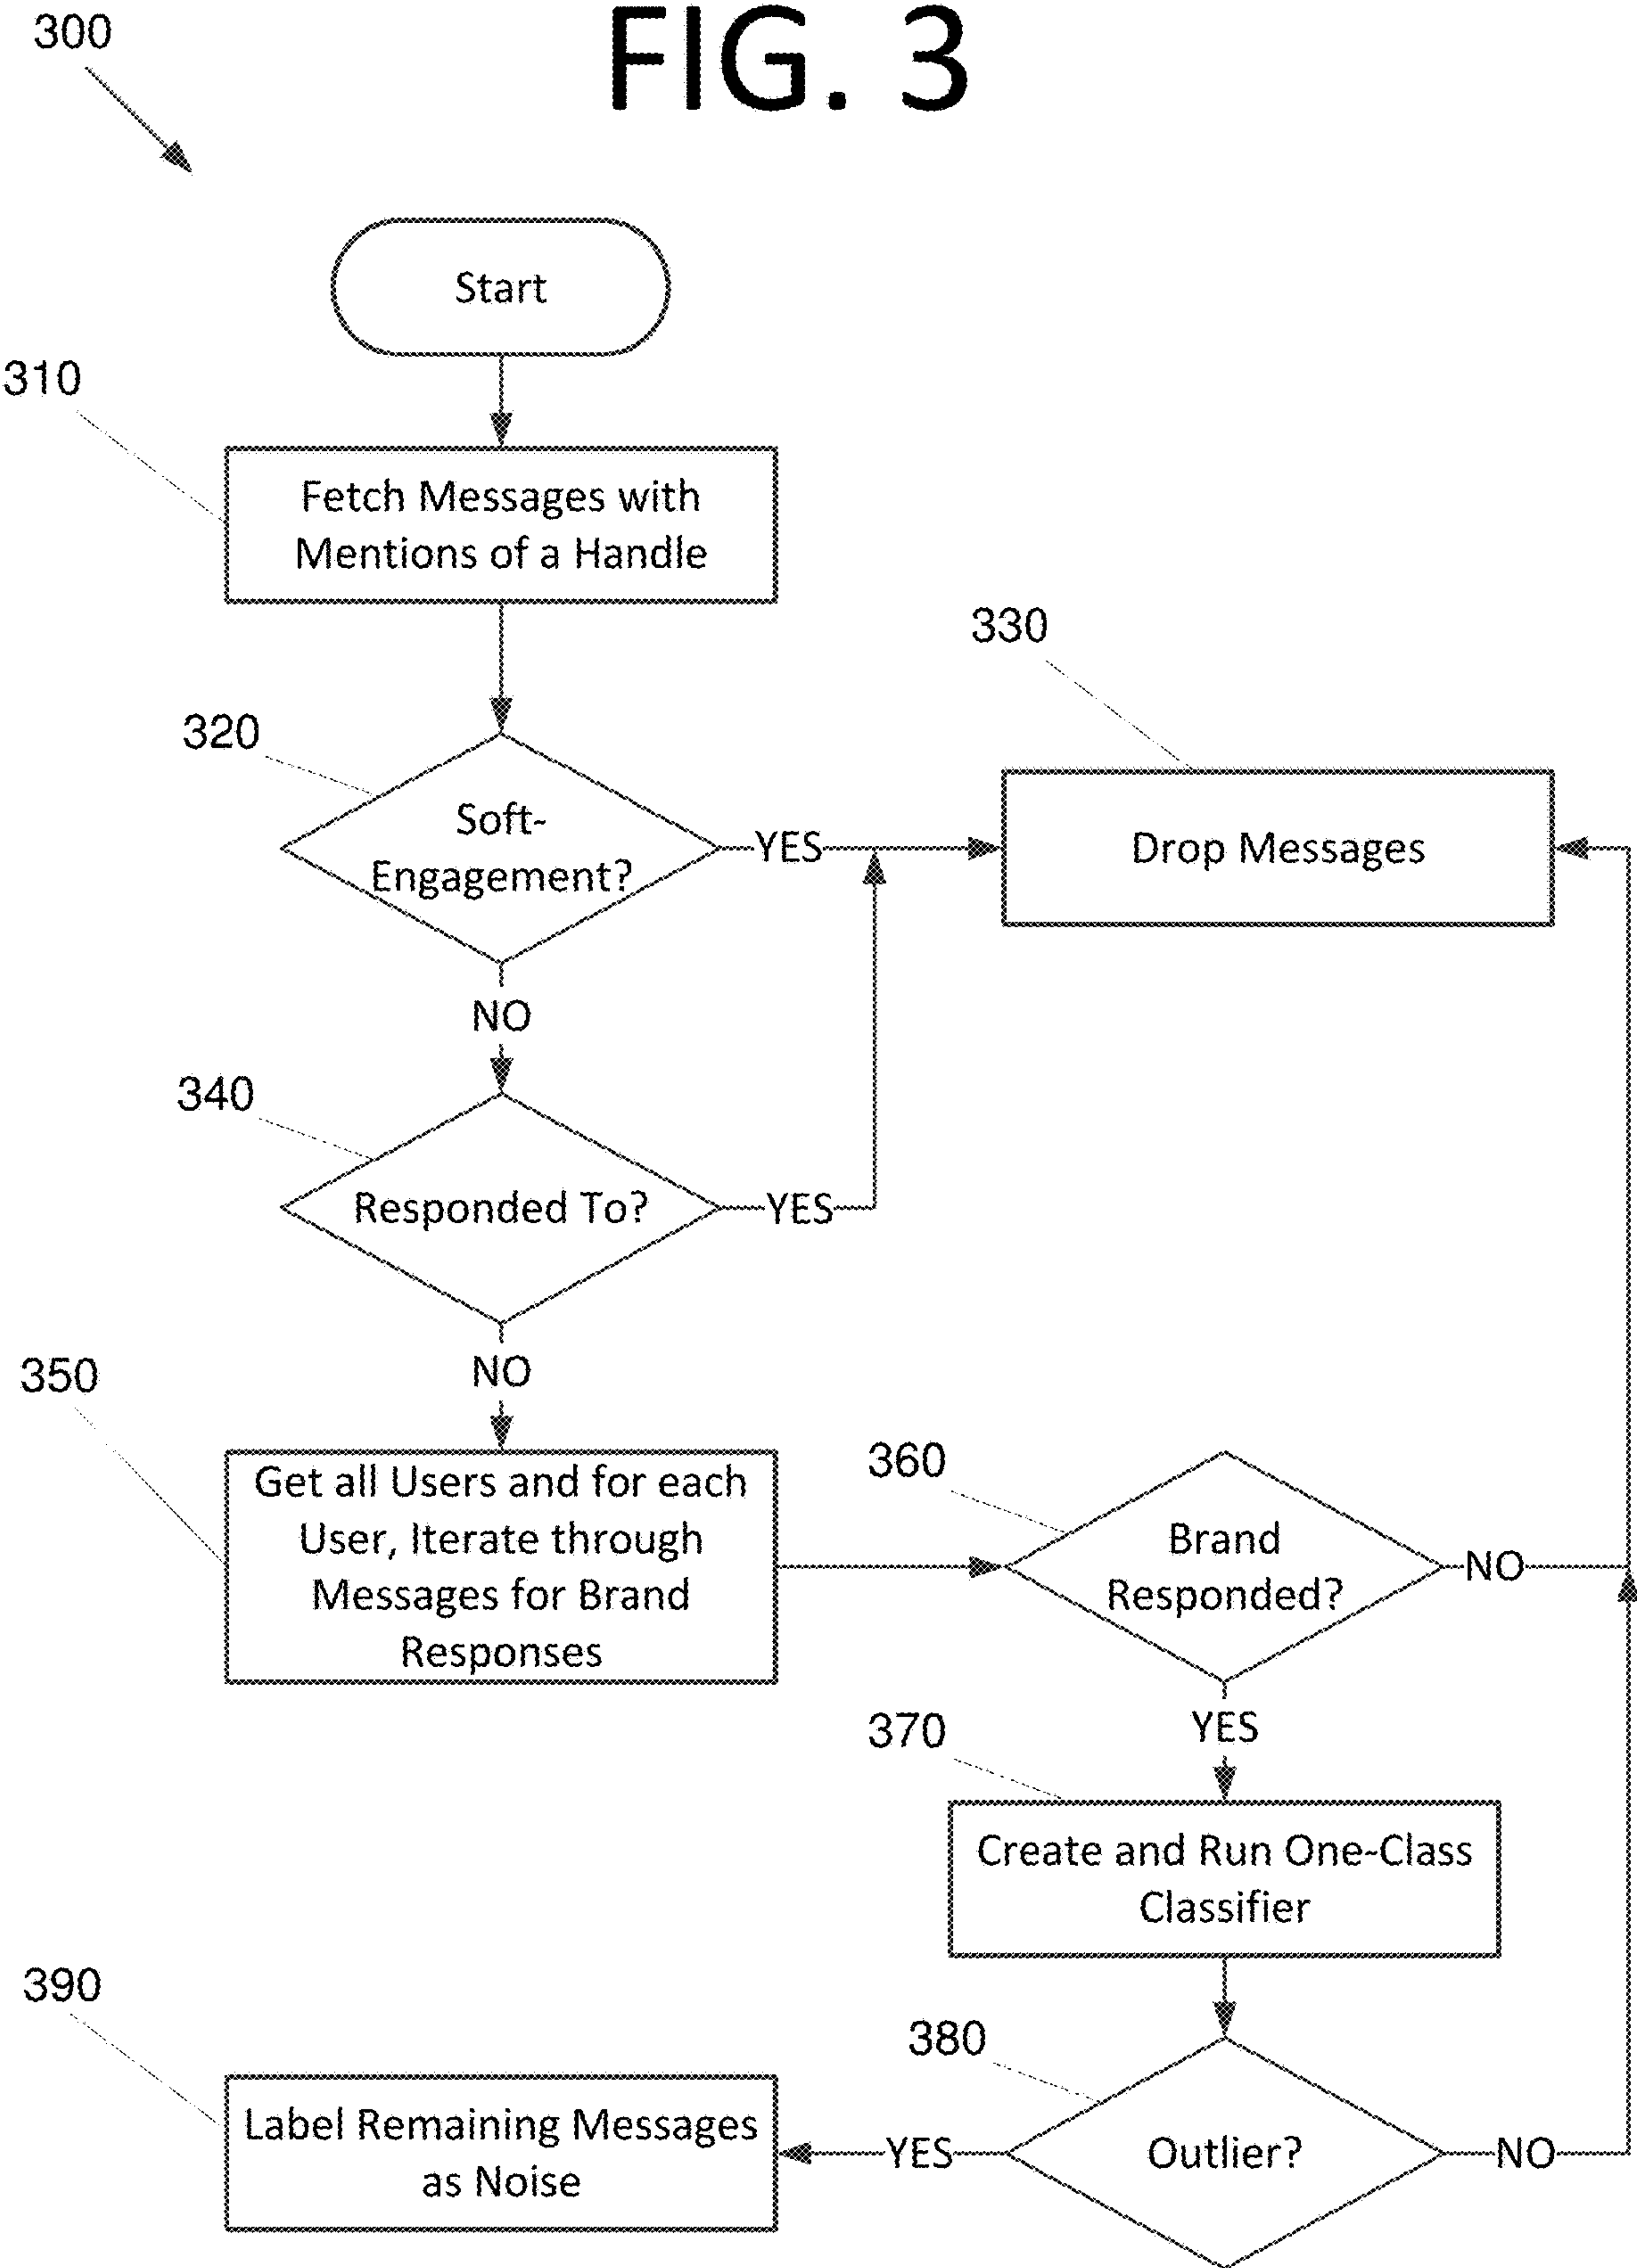 300
FIG. 3
Start
310
Fetch Messages with
Mentions of a Handle
330
320
Soft-
Engagement?
YES
Drop Messages
NO
340
Responded To?
YES
NO
350
Get all Users and for each
User, Iterate through
Messages for Brand
Responses
360
Brand
Responded?
NO
YES
370
Create and Run One-Class
Classifier
390
380
Label Remaining Messages
as Noise
YES
Outlier?
NO